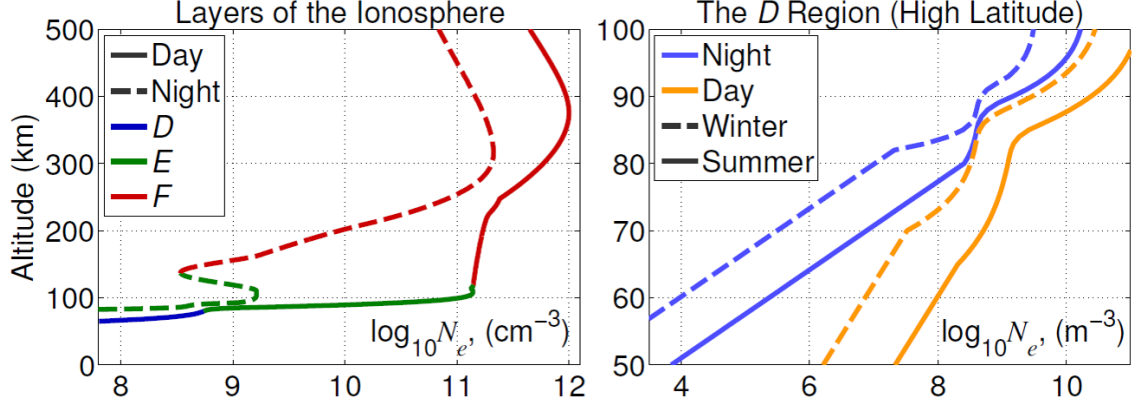 Layers of the Ionosphere
500
400
300
200
100
0
Altitude (km)
Day
Night
D
E
F
log₁₀Nₑ, (cm⁻³)
8
9
10
11
12
The D Region (High Latitude)
100
90
80
70
60
50
Night
Day
Winter
Summer
log₁₀Nₑ, (m⁻³)
4
6
8
10